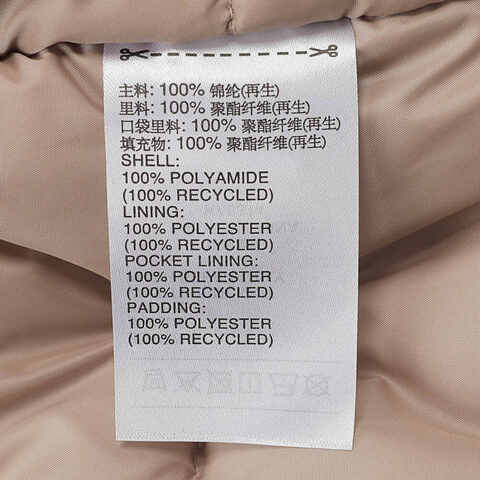 主料: 100% 锦纶(再生)
里料: 100% 聚酯纤维(再生)
口袋里料: 100% 聚酯纤维(再生)
填充物: 100% 聚酯纤维(再生)
SHELL:
100% POLYAMIDE
(100% RECYCLED)
LINING:
100% POLYESTER
(100% RECYCLED)
POCKET LINING:
100% POLYESTER
(100% RECYCLED)
PADDING:
100% POLYESTER
(100% RECYCLED)